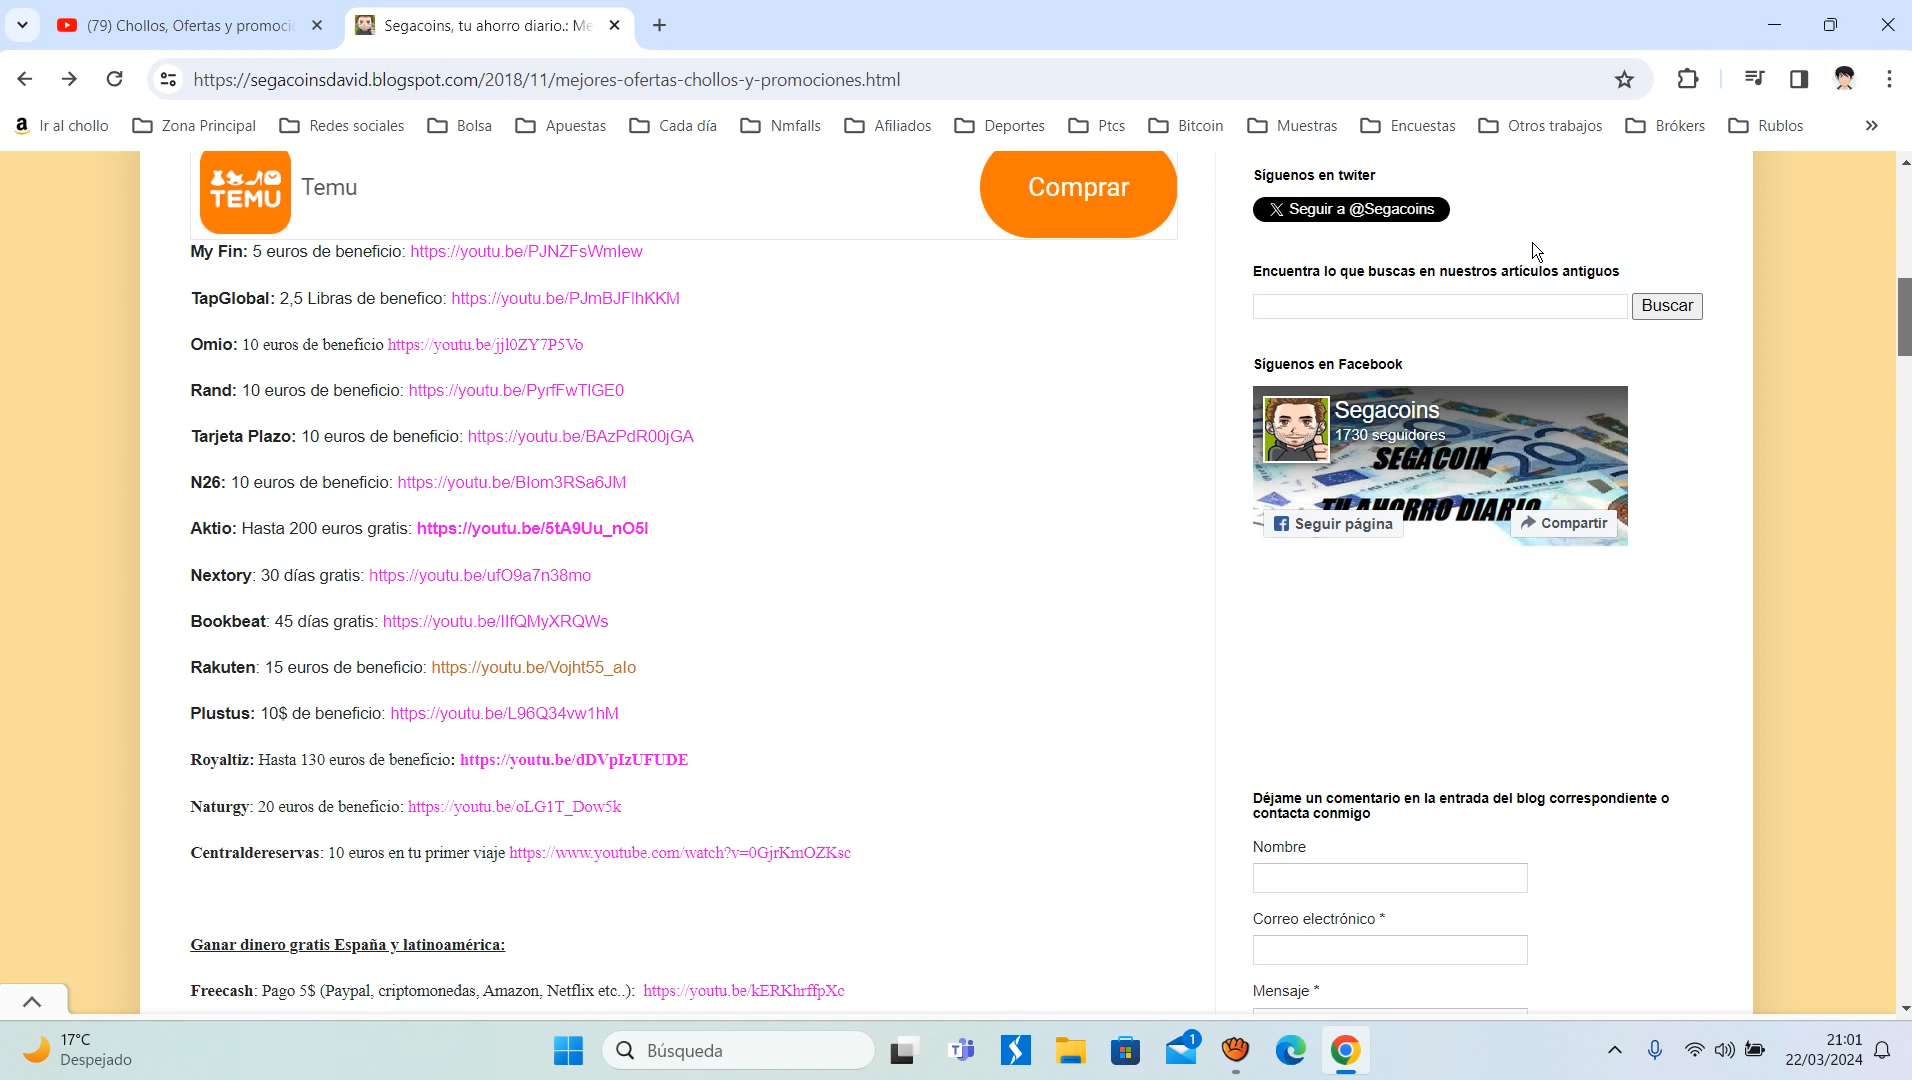 (79) Chollos, Ofertas y promocio
Segacoins, tu ahorro diario.: Me
https://segacoinsdavid.blogspot.com/2018/11/mejores-ofertas-chollos-y-promociones.html
a Ir al chollo
Zona Principal
Redes sociales
Bolsa
Apuestas
Cada día
Nmfalls
Afiliados
Deportes
Ptcs
Bitcoin
Muestras
Encuestas
Otros trabajos
Brókers
Rublos
TEMU
Temu
Comprar
My Fin: 5 euros de beneficio: https://youtu.be/PJNZFsWmIew
TapGlobal: 2,5 Libras de benefico: https://youtu.be/PJmBJFlhKKM
Omio: 10 euros de beneficio https://youtu.be/jjl0ZY7P5Vo
Rand: 10 euros de beneficio: https://youtu.be/PyrfFwTIGE0
Tarjeta Plazo: 10 euros de beneficio: https://youtu.be/BAzPdR00jGA
N26: 10 euros de beneficio: https://youtu.be/Blom3RSa6JM
Aktio: Hasta 200 euros gratis: https://youtu.be/5tA9Uu_nO5I
Nextory: 30 días gratis: https://youtu.be/ufO9a7n38mo
Bookbeat: 45 días gratis: https://youtu.be/IIfQMyXRQWs
Rakuten: 15 euros de beneficio: https://youtu.be/Vojht55_aIo
Plustus: 10$ de beneficio: https://youtu.be/L96Q34vw1hM
Royaltiz: Hasta 130 euros de beneficio: https://youtu.be/dDVpIzUFUDE
Naturgy: 20 euros de beneficio: https://youtu.be/oLG1T_Dow5k
Centraldereservas: 10 euros en tu primer viaje https://www.youtube.com/watch?v=0GjrKmOZKsc
Ganar dinero gratis España y latinoamérica:
Freecash: Pago 5$ (Paypal, criptomonedas, Amazon, Netflix etc..): https://youtu.be/kERKhrffpXc
Síguenos en twiter
X Seguir a @Segacoins
Encuentra lo que buscas en nuestros artículos antiguos
Buscar
Síguenos en Facebook
Segacoins
1730 seguidores
SEGACOIN
TU AHORRO DIARIO
Seguir página
Compartir
Déjame un comentario en la entrada del blog correspondiente o
contacta conmigo
Nombre
Correo electrónico *
Mensaje *
17°C
Despejado
Búsqueda
1
21:01
22/03/2024